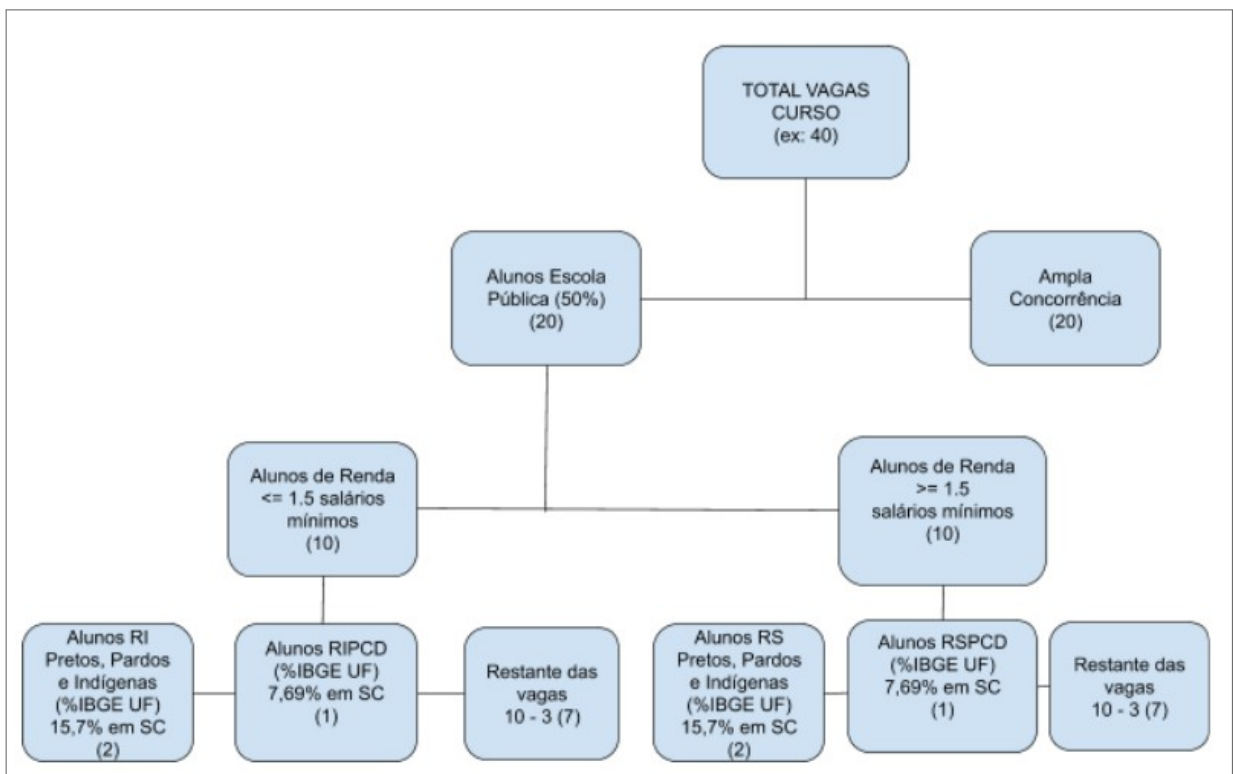 TOTAL VAGAS
CURSO
(ex: 40)
Alunos Escola
Pública (50%)
(20)
Ampla
Concorrência
(20)
Alunos de Renda
<= 1.5 salários
mínimos
(10)
Alunos de Renda
>= 1.5
salários mínimos
(10)
Alunos RI
Pretos, Pardos
e Indígenas
(%IBGE UF)
15,7% em SC
(2)
Alunos RIPCD
(%IBGE UF)
7,69% em SC
(1)
Restante das
vagas
10 - 3 (7)
Alunos RS
Pretos, Pardos
e Indígenas
(%IBGE UF)
15,7% em SC
(2)
Alunos RSPCD
(%IBGE UF)
7,69% em SC
(1)
Restante das
vagas
10 - 3 (7)